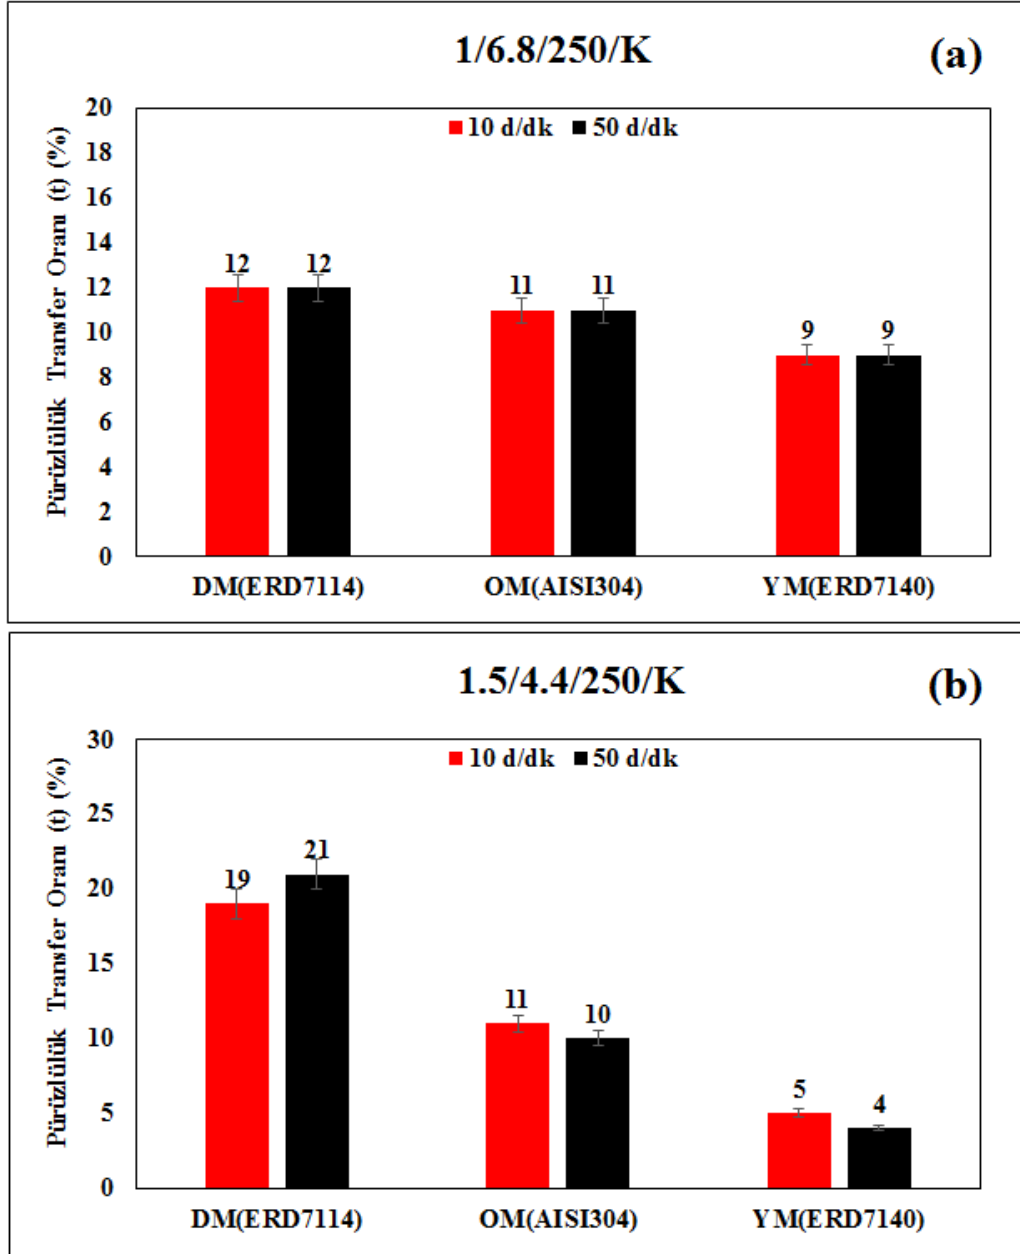 1/6.8/250/K
(a)
Pürüzlülük Transfer Oranı (t) (%)
10 d/dk 50 d/dk
20
18
16
14
12
10
8
6
4
2
0
12 12
11 11
9 9
DM(ERD7114) OM(AISI304) YM(ERD7140)
1.5/4.4/250/K
(b)
Pürüzlülük Transfer Oranı (t) (%)
10 d/dk 50 d/dk
30
25
20
15
10
5
0
19 21
11 10
5 4
DM(ERD7114) OM(AISI304) YM(ERD7140)